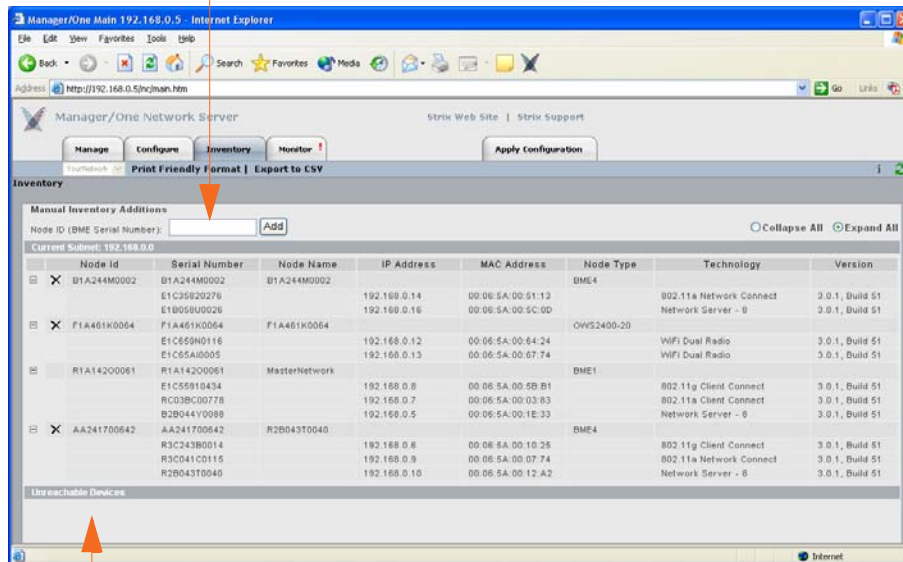 Manager/One Main 192.168.0.5 - Internet Explorer
File Edit View Favorites Tools Help
Back Search Favorites Media
Address http://192.168.0.5/nc/main.htm Go Links
Manager/One Network Server Strix Web Site | Strix Support
Manage Configure Inventory Monitor ! Apply Configuration
YourNetwork Print Friendly Format | Export to CSV i
Inventory
Manual Inventory Additions
Node ID (BME Serial Number): Add Collapse All Expand All
Current Subnet: 192.168.0.0
Node Id Serial Number Node Name IP Address MAC Address Node Type Technology Version
B1A244M0002 B1A244M0002 B1A244M0002 BME4
E1C35820276 192.168.0.14 00:06:5A:00:51:13 802.11a Network Connect 3.0.1, Build 51
E1B058U0026 192.168.0.16 00:06:5A:00:5C:0D Network Server 3.0.1, Build 51
F1A461K0064 F1A461K0064 F1A461K0064 OWS2400-20
E1C659N0116 192.168.0.12 00:06:5A:00:64:24 WiFi Dual Radio 3.0.1, Build 51
E1C65AI0005 192.168.0.13 00:06:5A:00:67:74 WiFi Dual Radio 3.0.1, Build 51
R1A14200061 R1A14200061 MasterNetwork BME1
E1C55910434 192.168.0.8 00:06:5A:00:5B:B1 802.11g Client Connect 3.0.1, Build 51
RC03BC00778 192.168.0.7 00:06:5A:00:03:83 802.11a Client Connect 3.0.1, Build 51
B2B044Y0088 192.168.0.5 00:06:5A:00:1E:33 Network Server - 8 3.0.1, Build 51
AA241700642 AA241700642 R2B043T0040 BME4
R3C243B0014 192.168.0.6 00:06:5A:00:10:25 802.11g Client Connect 3.0.1, Build 51
R3C041C0115 192.168.0.9 00:06:5A:00:07:74 802.11a Network Connect 3.0.1, Build 51
R2B043T0040 192.168.0.10 00:06:5A:00:12:A2 Network Server - 8 3.0.1, Build 51
Unreachable Devices
Internet